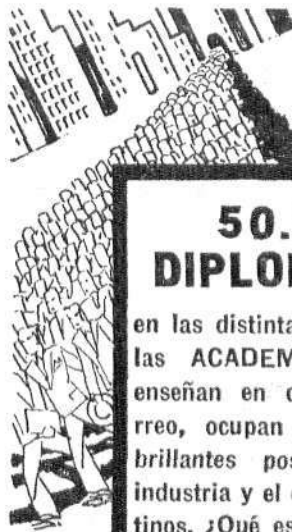 50.
DIPLO
en las distinta
las ACADEM
enseñan en c
rreo, ocupan
brillantes pos
industria y el
tinos. ¿Qué es